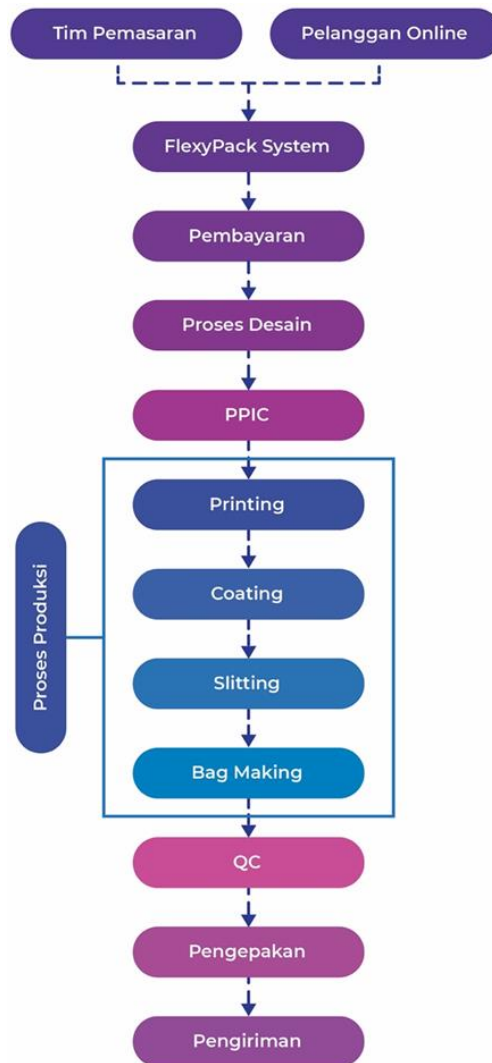 Tim Pemasaran
Pelanggan Online
FlexyPack System
Pembayaran
Proses Desain
PPIC
Proses Produksi
Printing
Coating
Slitting
Bag Making
QC
Pengepakan
Pengiriman